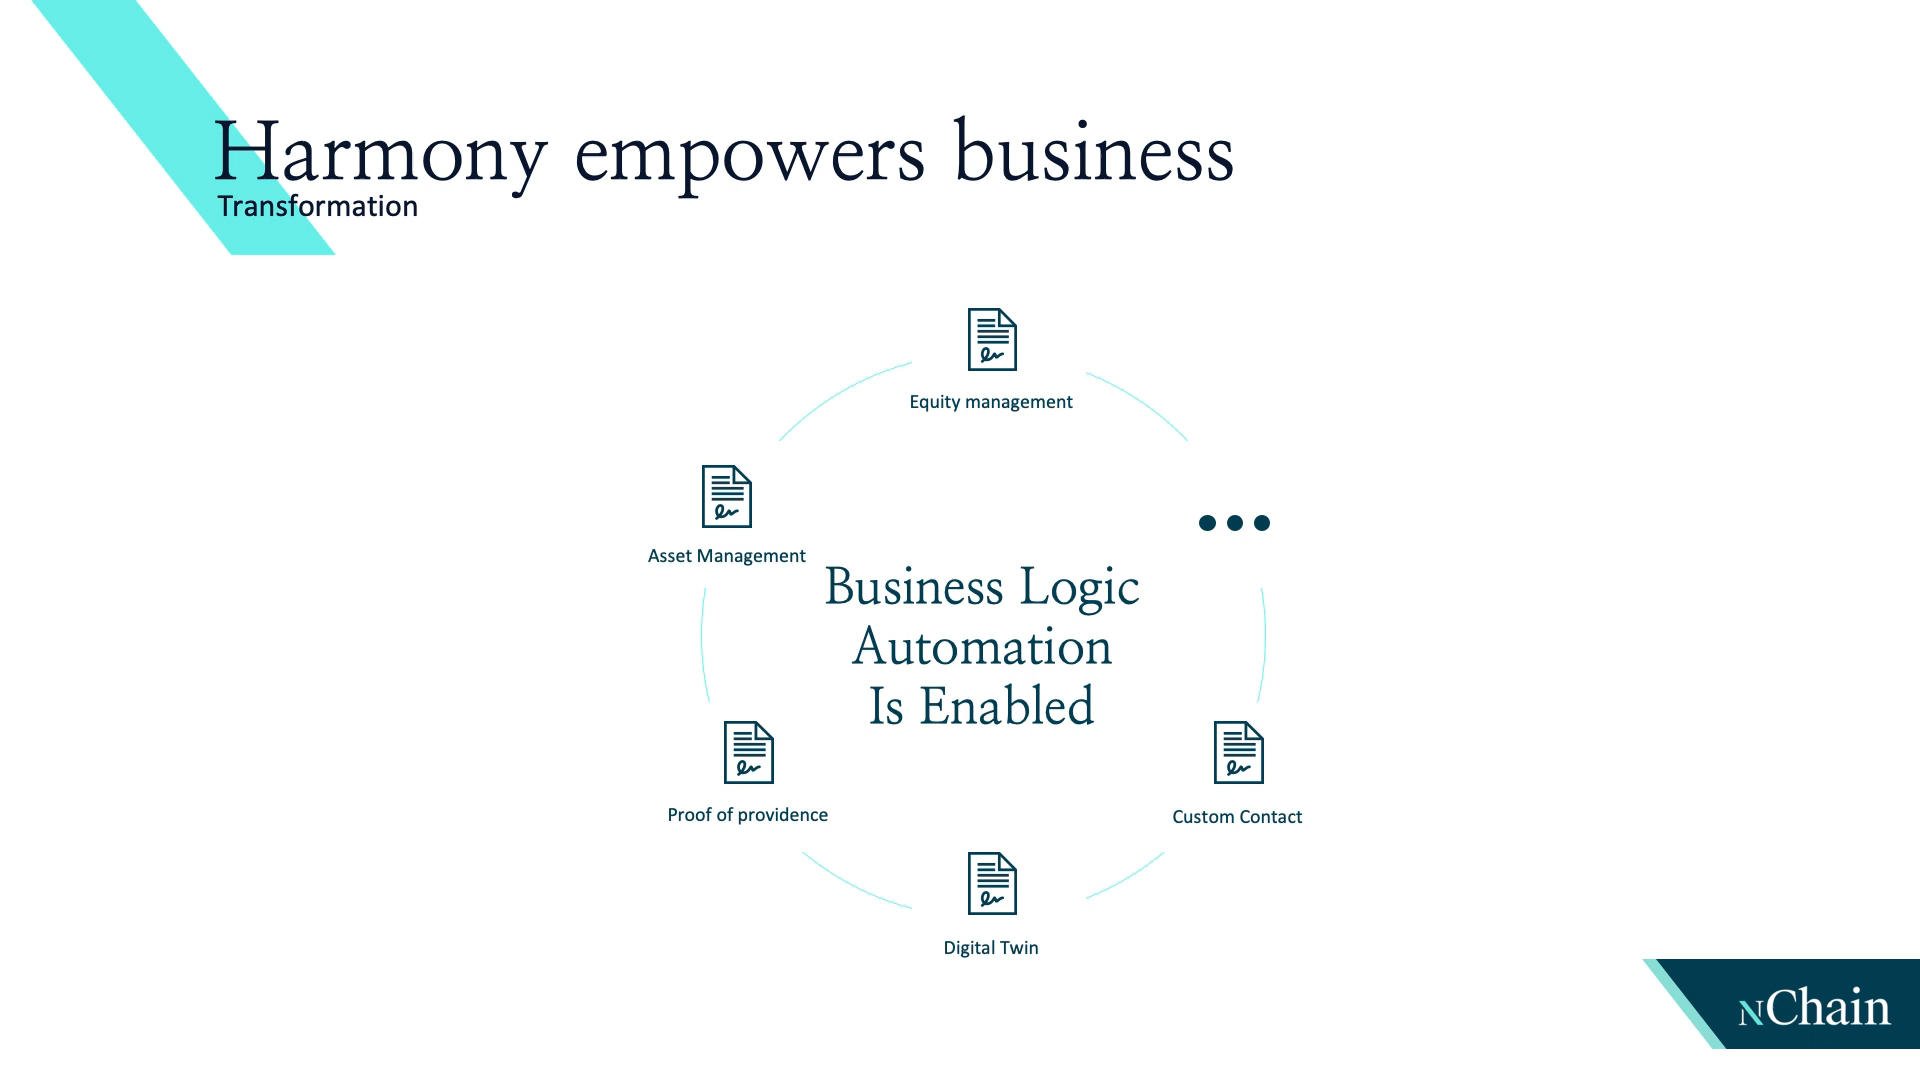 Harmony empowers business
Transformation
Equity management
Asset Management
Business Logic
Automation
Is Enabled
Proof of providence
Custom Contact
Digital Twin
nChain